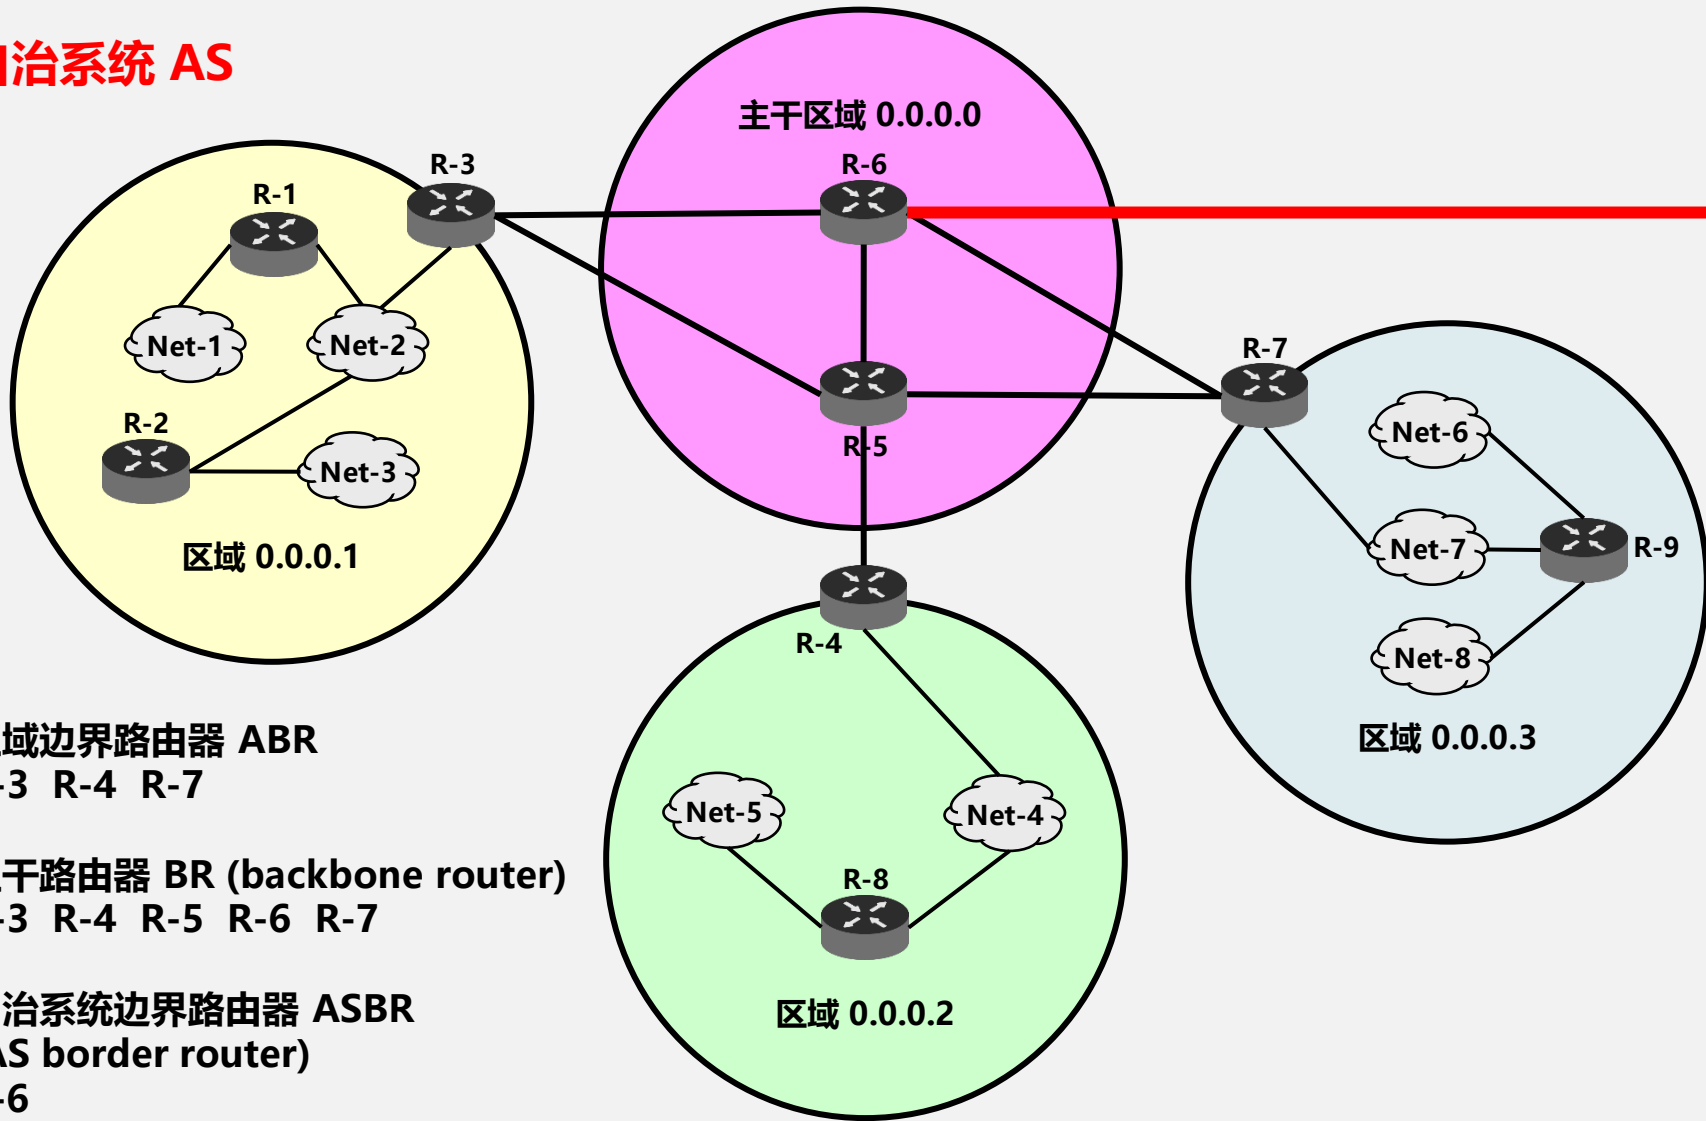 治系统 AS
主干区域 0.0.0.0
R-3
R-6
R-1
Net-1
Net-2
R-7
R-2
Net-3
R-5
Net-6
区域 0.0.0.1
Net-7
R-9
R-4
Net-8
区域 0.0.0.3
域边界路由器 ABR
-3 R-4 R-7
Net-5
Net-4
干路由器 BR (backbone router)
-3 R-4 R-5 R-6 R-7
R-8
治系统边界路由器 ASBR
AS border router)
-6
区域 0.0.0.2